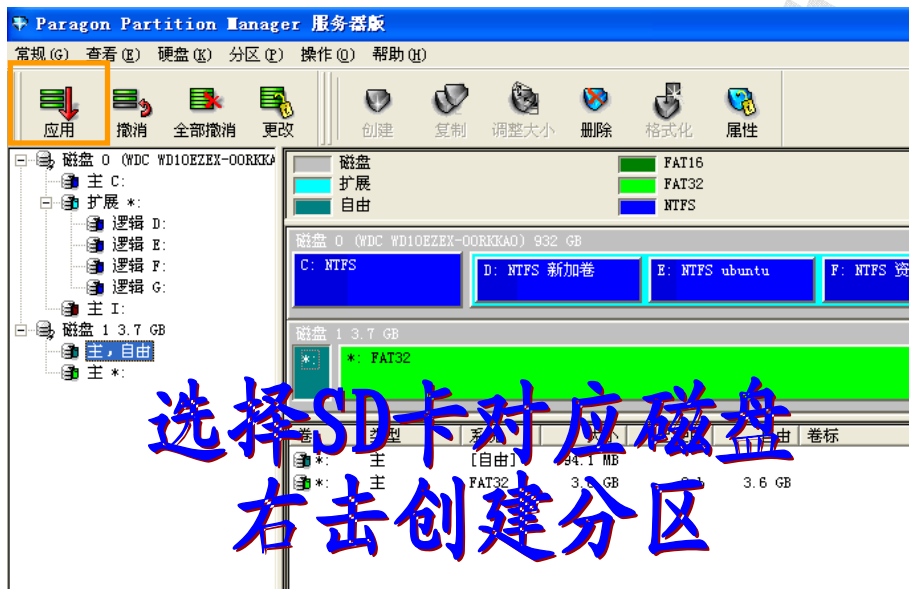 Paragon Partition Manager 服务器版
常规(G) 查看(E) 硬盘(K) 分区(P) 操作(O) 帮助(H)
应用 撤消 全部撤消 更改 创建 复制 调整大小 删除 格式化 属性
磁盘 0 (WDC WD10EZEX-00RKKA
主 C:
扩展 *:
逻辑 D:
逻辑 E:
逻辑 F:
逻辑 G:
主 I:
磁盘 1 3.7 GB
主，自由
主 *:
磁盘 FAT16
扩展 FAT32
自由 NTFS
磁盘 0 (WDC WD10EZEX-00RKKA0) 932 GB
C: NTFS D: NTFS 新加卷 E: NTFS ubuntu F: NTFS 资
磁盘 1 3.7 GB
*: *: FAT32
选择SD卡对应磁盘
卷 类型 大小 自由 卷标
*: 主 [自由] 94.1 MB
*: 主 FAT32 GB 3.6 GB
右击创建分区